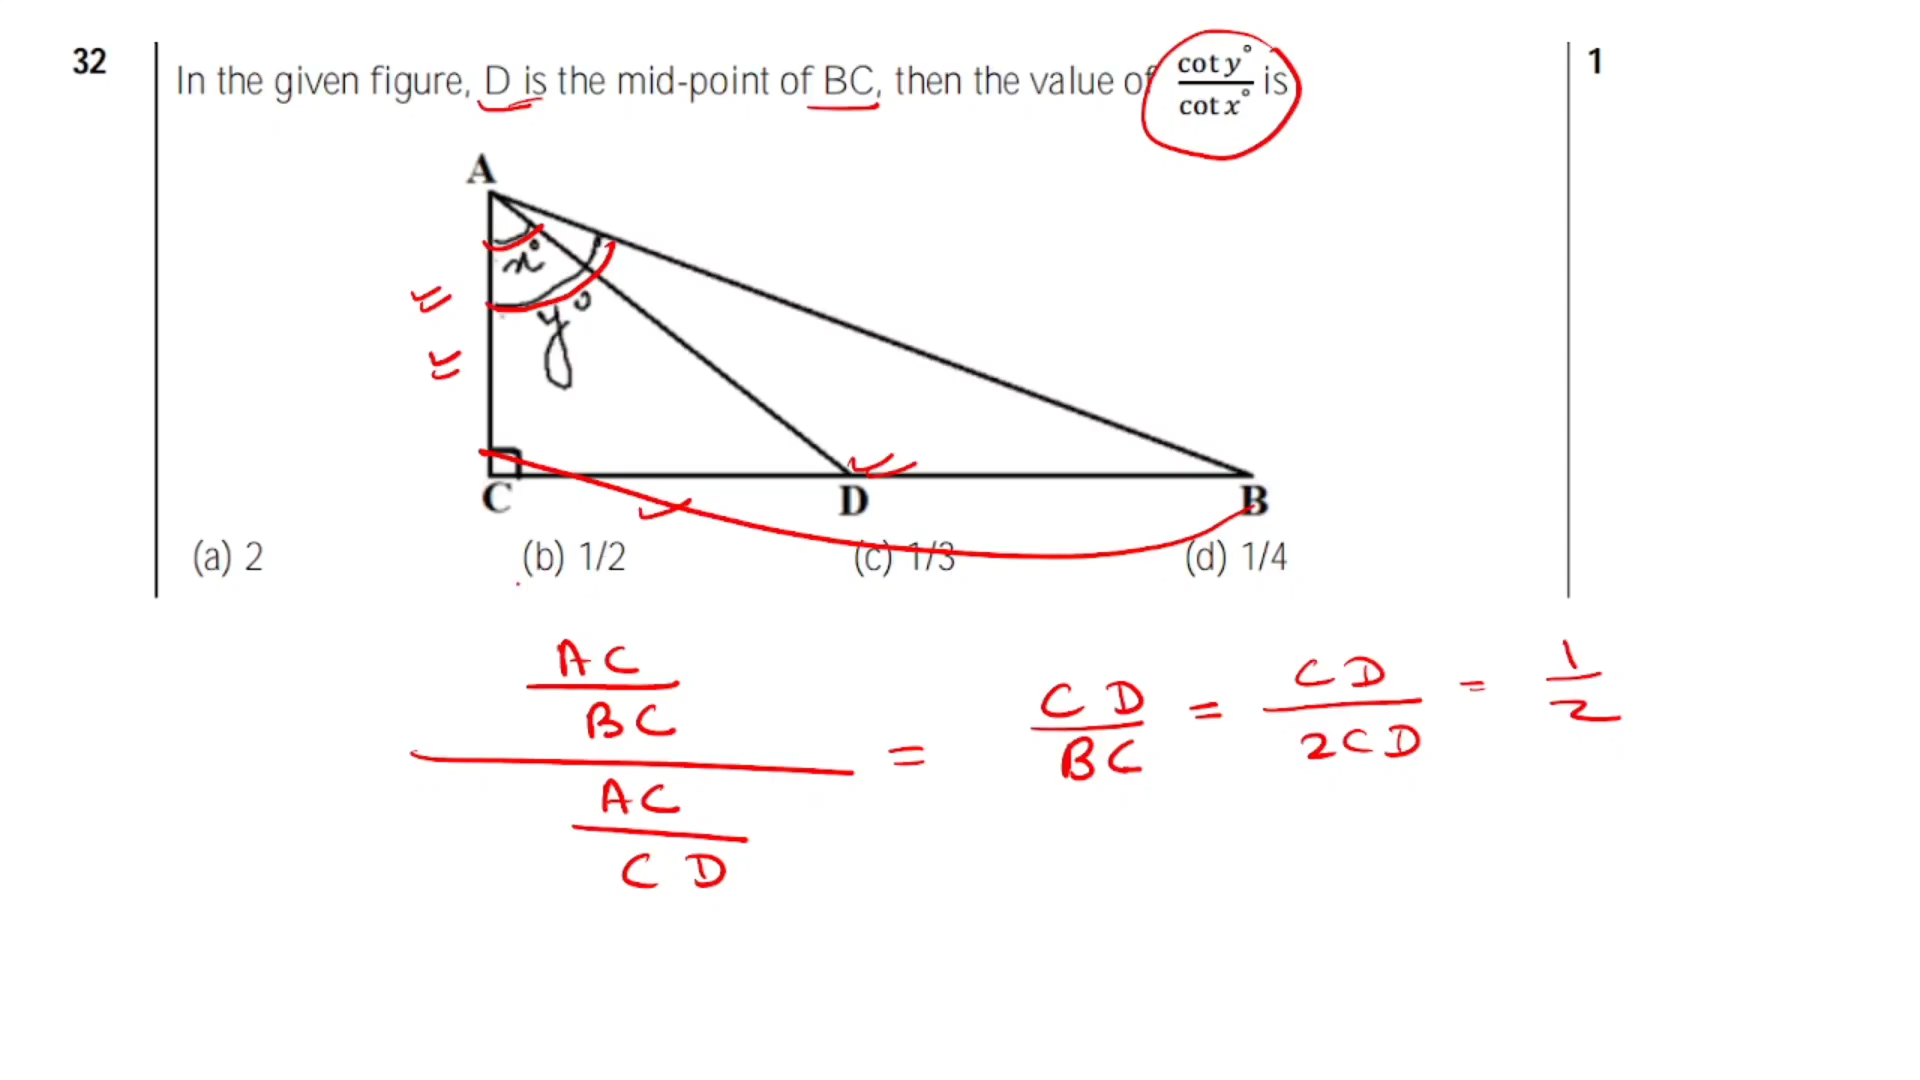 32
In the given figure, D is the mid-point of BC, then the value of cot y° / cot x° is
1
A
x°
y°
C D B
(a) 2 (b) 1/2 (c) 1/3 (d) 1/4
AC
BC
AC
CD
=
CD
BC
=
CD
2CD
=
1
2